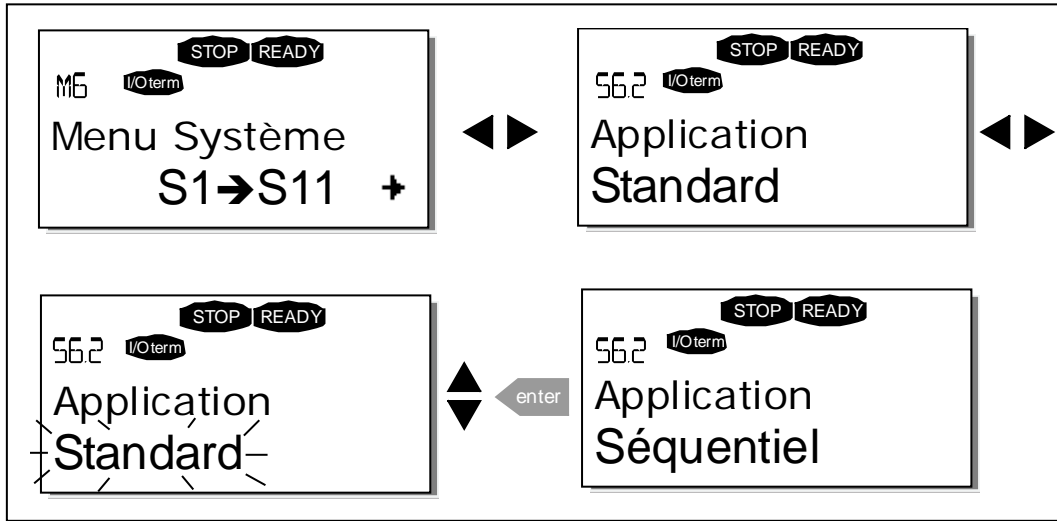 STOP READY
M6 I/Oterm
Menu Système
S1➔S11
STOP READY
S6.2 I/Oterm
Application
Standard
STOP READY
S6.2 I/Oterm
Application
Standard
enter
STOP READY
S6.2 I/Oterm
Application
Séquentiel